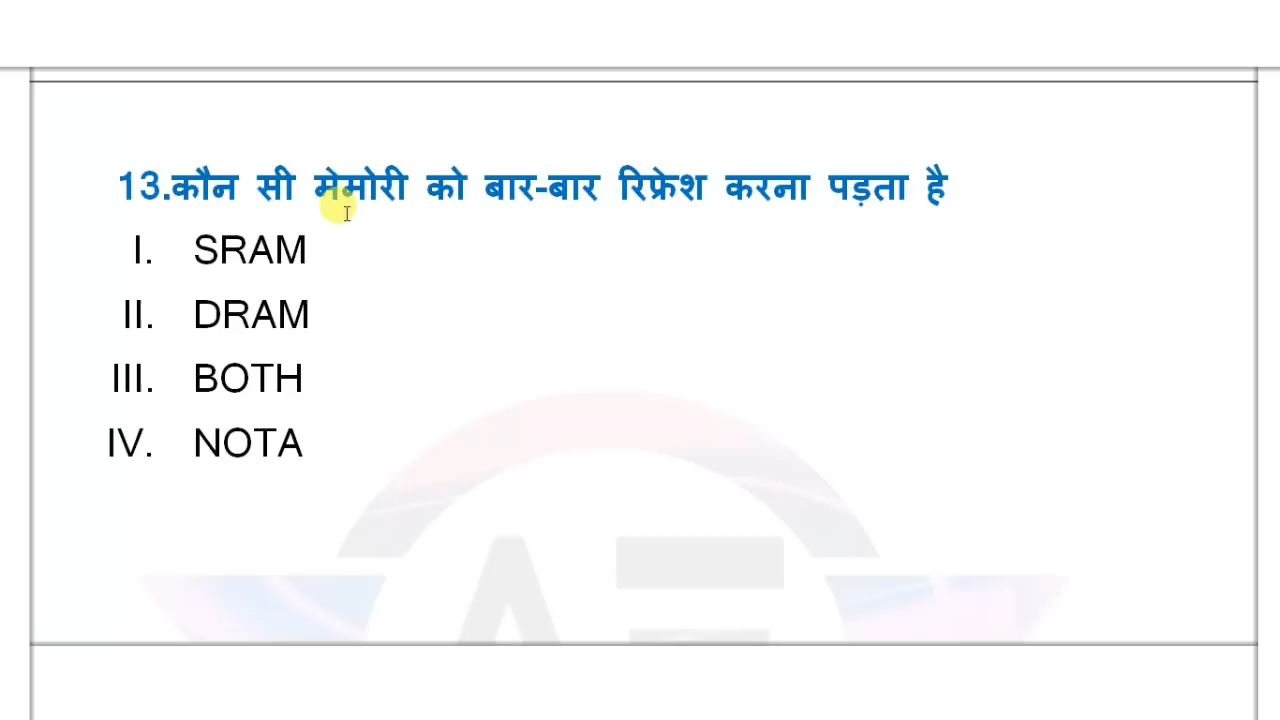 13.कौन सी मेमोरी को बार-बार रिफ्रेश करना पड़ता है
I. SRAM
II. DRAM
III. BOTH
IV. NOTA